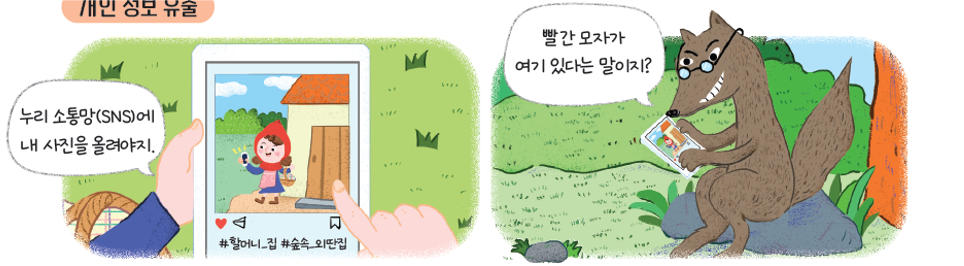 개인 정보 유출
누리 소통망(SNS)에
내 사진을 올려야지.
#할머니_집 #숲속_외딴집
빨간 모자가
여기 있다는 말이지?